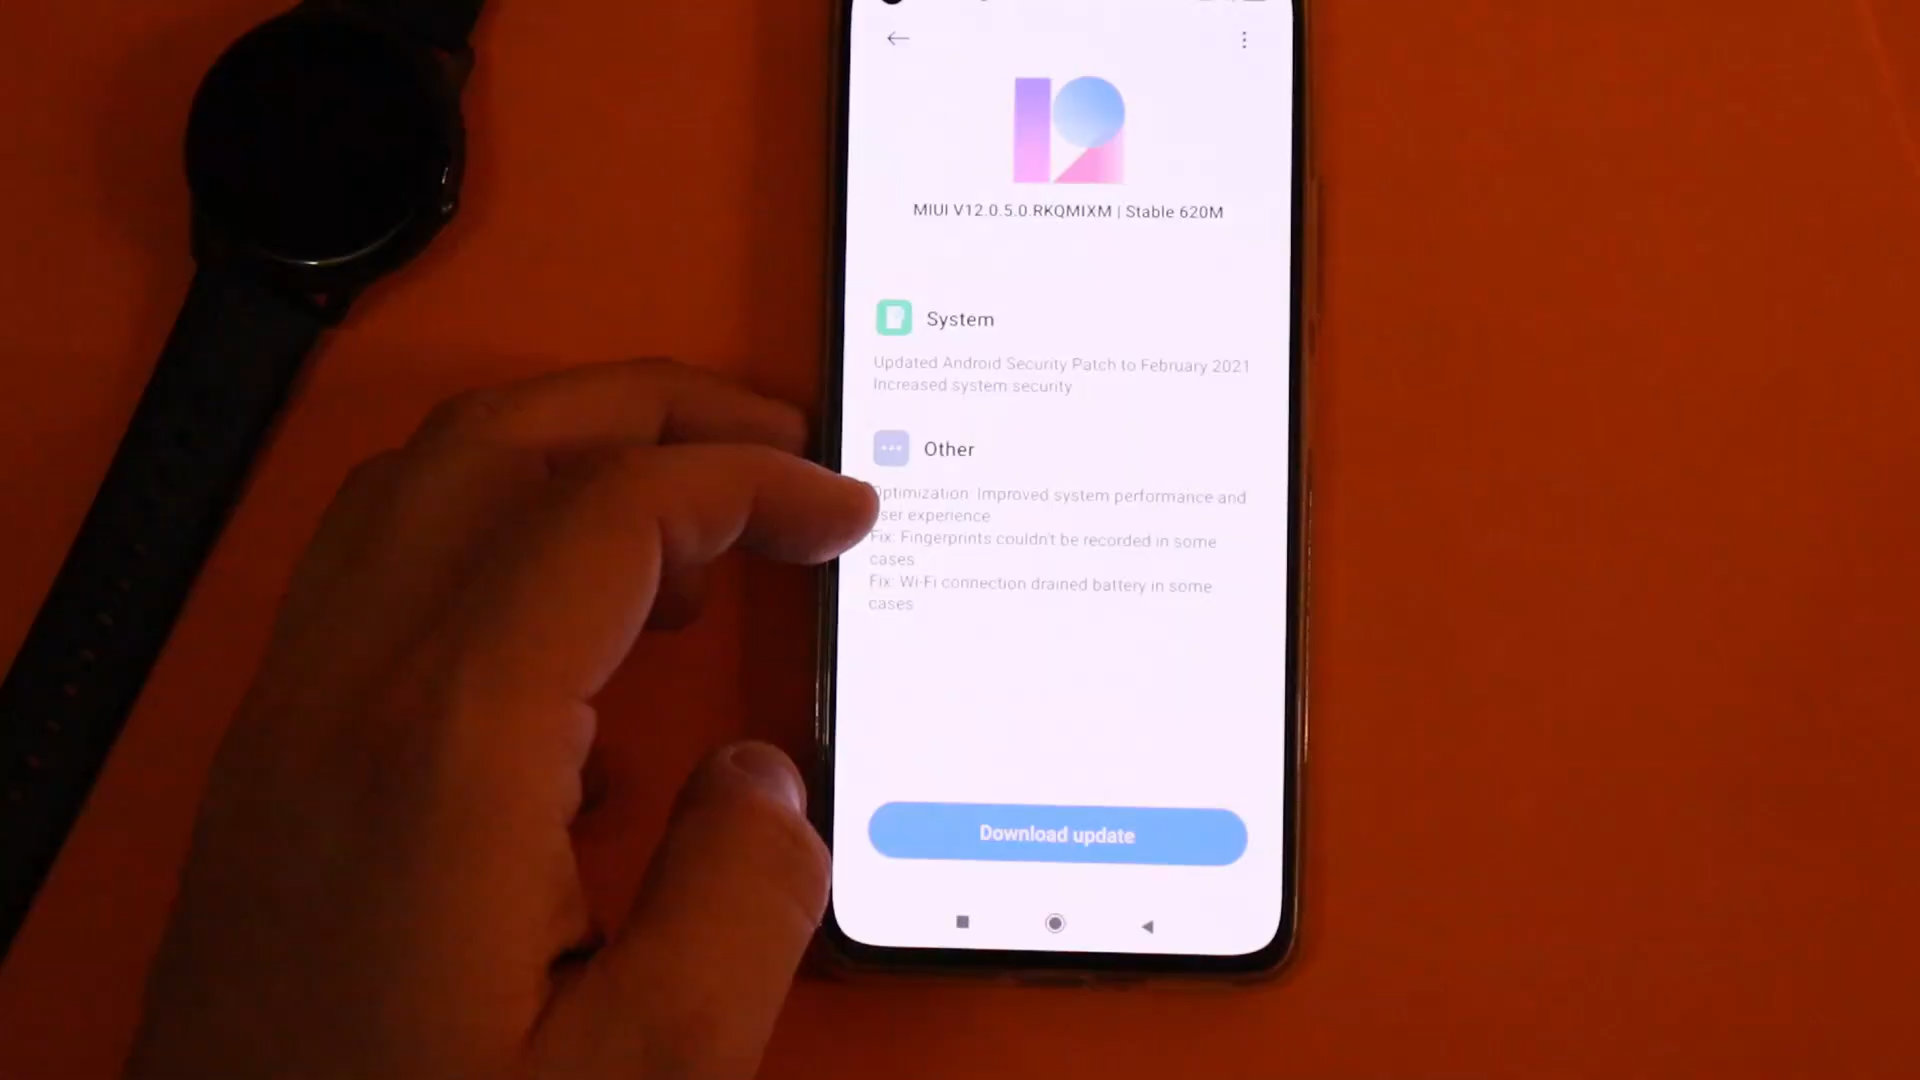 MIUI V12.0.5.0.RKQMIXM | Stable 620M
System
Updated Android Security Patch to February 2021
Increased system security
Other
Optimization: Improved system performance and
ser experience
Fix: Fingerprints couldn't be recorded in some
cases
Fix: Wi-Fi connection drained battery in some
cases
Download update